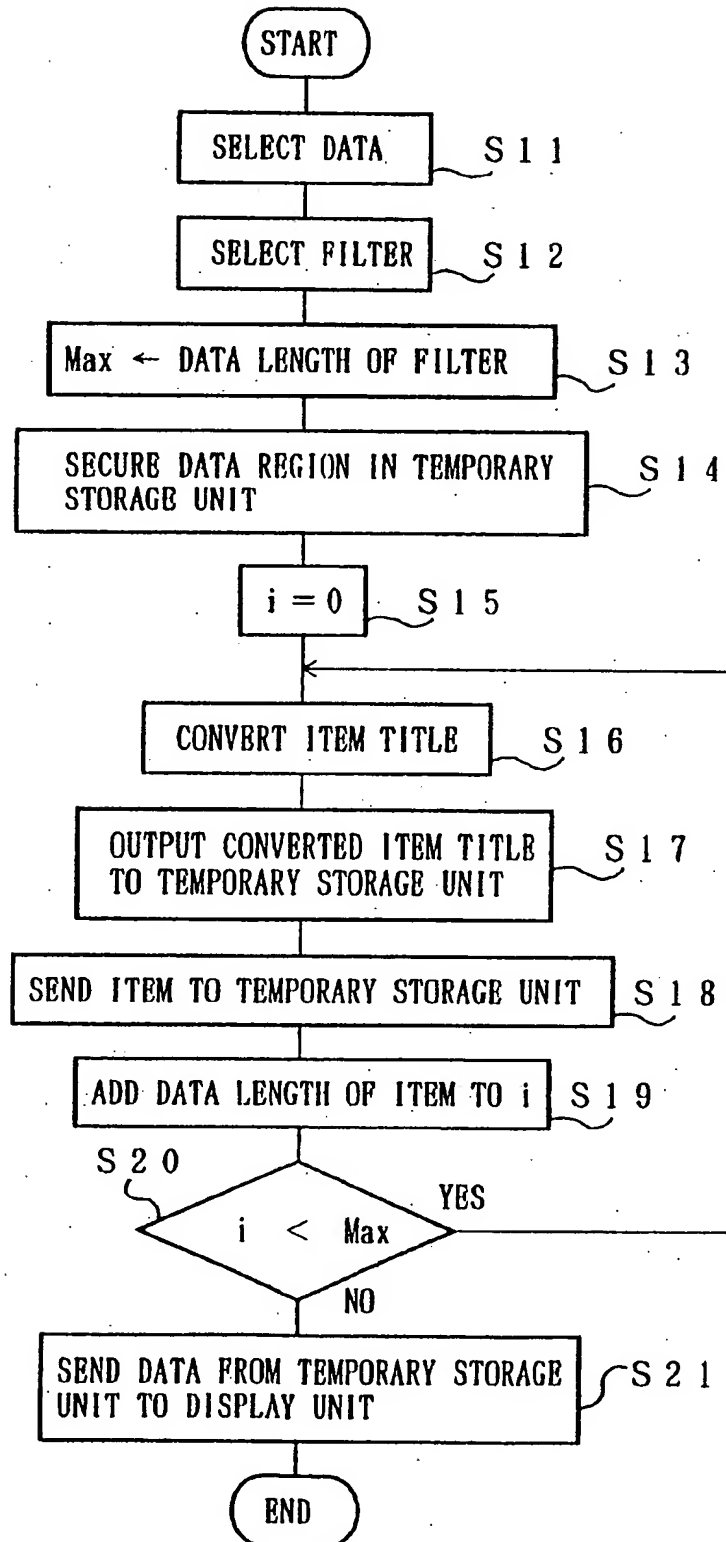 START
SELECT DATA
S11
SELECT FILTER
S12
Max ← DATA LENGTH OF FILTER
S13
SECURE DATA REGION IN TEMPORARY
STORAGE UNIT
S14
i = 0
S15
CONVERT ITEM TITLE
S16
OUTPUT CONVERTED ITEM TITLE
TO TEMPORARY STORAGE UNIT
S17
SEND ITEM TO TEMPORARY STORAGE UNIT
S18
ADD DATA LENGTH OF ITEM TO i
S19
S20
i < Max
YES
NO
SEND DATA FROM TEMPORARY STORAGE
UNIT TO DISPLAY UNIT
S21
END